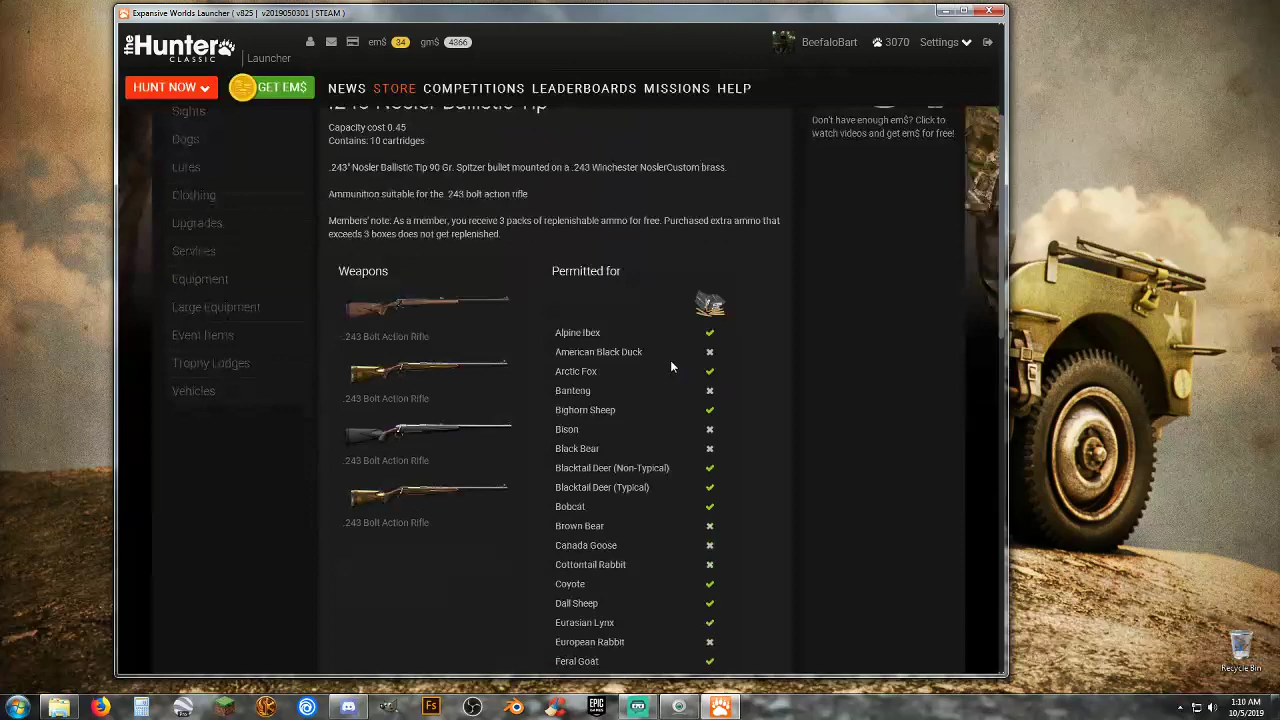 Expansive Worlds Launcher ( v825 | v2019050301 | STEAM )
theHunter CLASSIC
Launcher
em$ 34 gm$ 4366
BeefaloBart 3070 Settings
HUNT NOW GET EM$ NEWS STORE COMPETITIONS LEADERBOARDS MISSIONS HELP
Sights
Dogs
Lures
Clothing
Upgrades
Services
Equipment
Large Equipment
Event Items
Trophy Lodges
Vehicles
.243 Nosler Ballistic Tip
Capacity cost 0.45
Contains: 10 cartridges
.243" Nosler Ballistic Tip 90 Gr. Spitzer bullet mounted on a .243 Winchester NoslerCustom brass.
Ammunition suitable for the .243 bolt action rifle
Members' note: As a member, you receive 3 packs of replenishable ammo for free. Purchased extra ammo that
exceeds 3 boxes does not get replenished.
Weapons
.243 Bolt Action Rifle
.243 Bolt Action Rifle
.243 Bolt Action Rifle
.243 Bolt Action Rifle
Permitted for
Alpine Ibex
American Black Duck
Arctic Fox
Banteng
Bighorn Sheep
Bison
Black Bear
Blacktail Deer (Non-Typical)
Blacktail Deer (Typical)
Bobcat
Brown Bear
Canada Goose
Cottontail Rabbit
Coyote
Dall Sheep
Eurasian Lynx
European Rabbit
Feral Goat
Don't have enough em$? Click to
watch videos and get em$ for free!
Recycle Bin
Fs
EPIC
GAMES
1:10 AM
10/5/2019